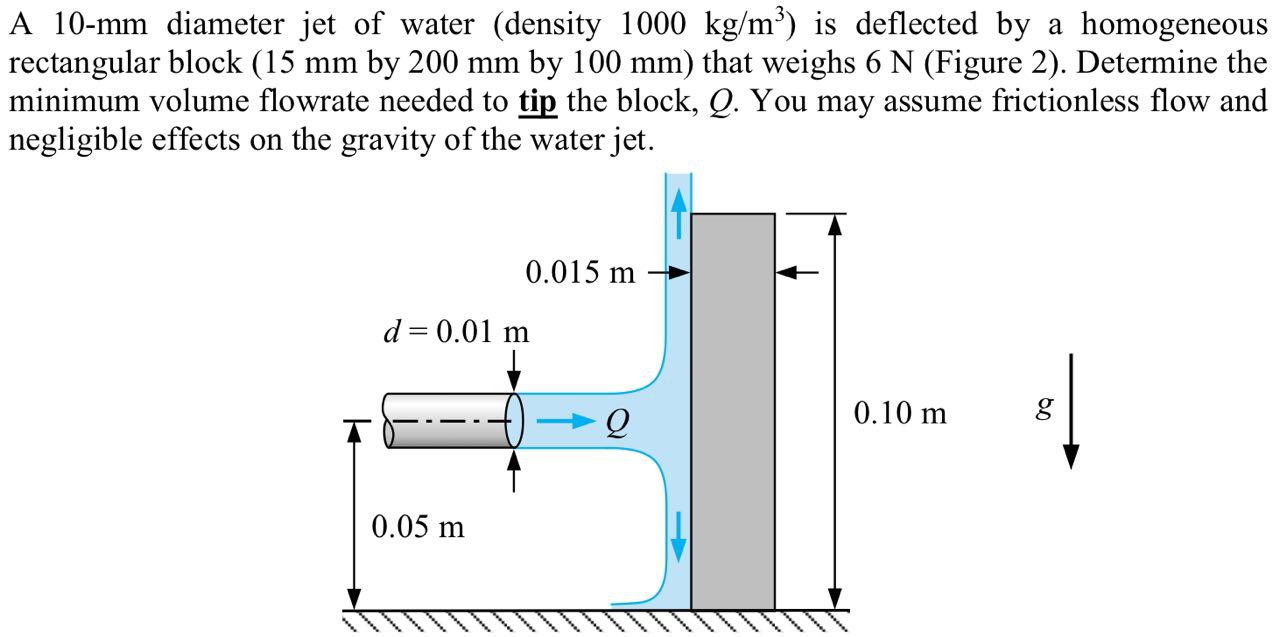 A 10-mm diameter jet of water (density 1000 kg/m³) is deflected by a homogeneous
rectangular block (15 mm by 200 mm by 100 mm) that weighs 6 N (Figure 2). Determine the
minimum volume flowrate needed to tip the block, Q. You may assume frictionless flow and
negligible effects on the gravity of the water jet.
0.015 m
d = 0.01 m
Q
0.10 m
g
0.05 m